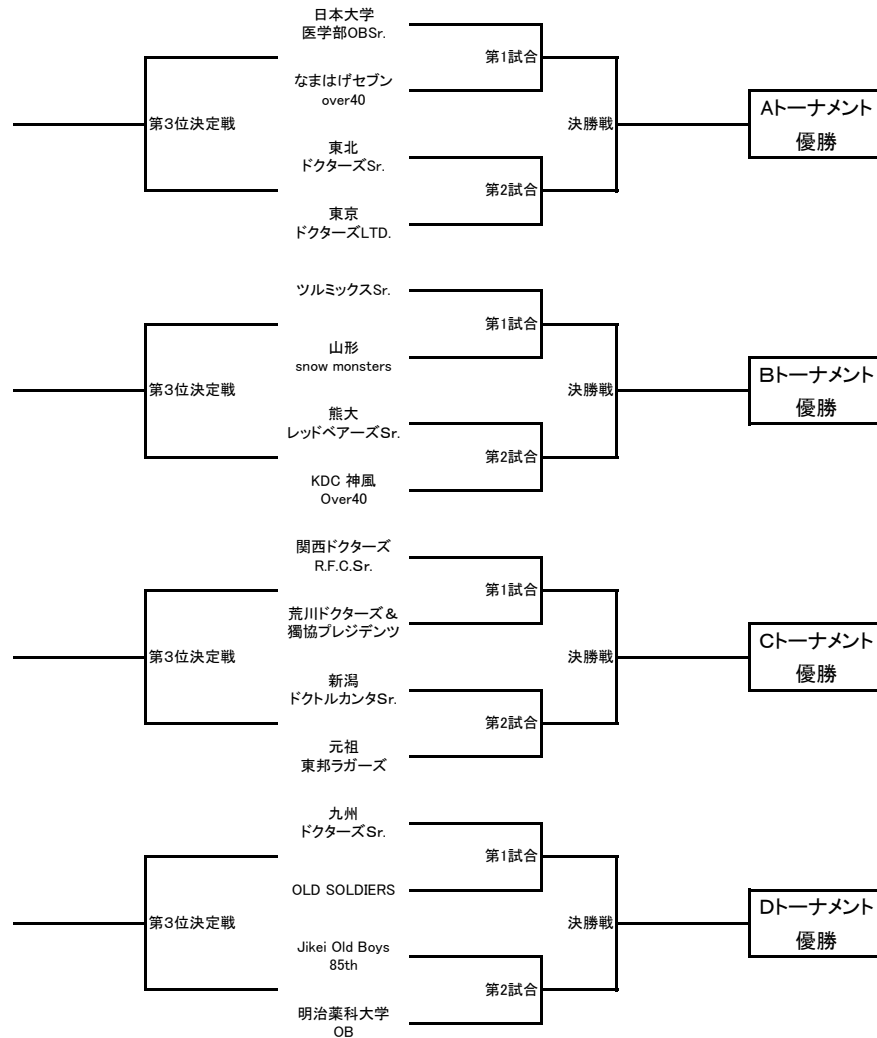 日本大学
医学部OBSr.
第1試合
なまはげセブン
over40
第3位決定戦
決勝戦
Aトーナメント
優勝
東北
ドクターズSr.
第2試合
東京
ドクターズLTD.
ツルミックスSr.
第1試合
山形
snow monsters
第3位決定戦
決勝戦
Bトーナメント
優勝
熊大
レッドベアーズSr.
第2試合
KDC 神風
Over40
関西ドクターズ
R.F.C.Sr.
第1試合
荒川ドクターズ&
獨協プレジデンツ
第3位決定戦
決勝戦
Cトーナメント
優勝
新潟
ドクトルカンタSr.
第2試合
元祖
東邦ラガーズ
九州
ドクターズSr.
第1試合
OLD SOLDIERS
第3位決定戦
決勝戦
Dトーナメント
優勝
Jikei Old Boys
85th
第2試合
明治薬科大学
OB